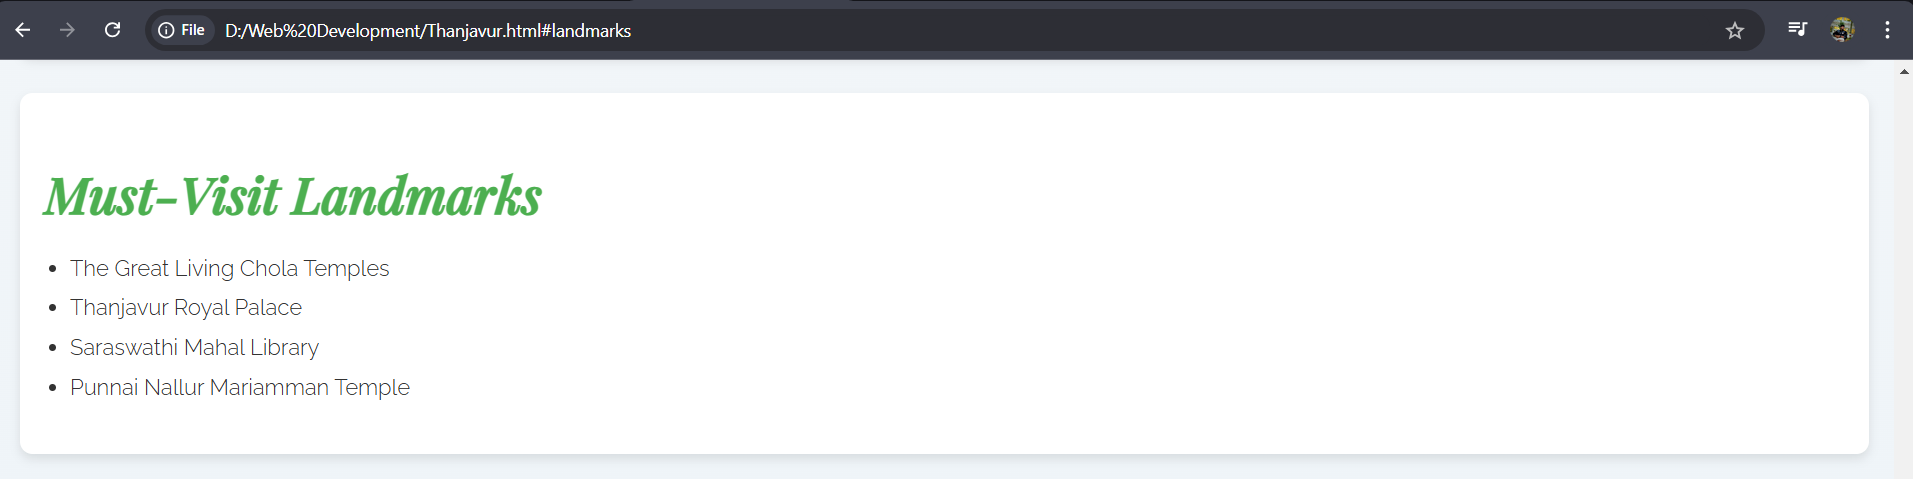 File D:/Web%20Development/Thanjavur.html#landmarks
Must-Visit Landmarks
• The Great Living Chola Temples
• Thanjavur Royal Palace
• Saraswathi Mahal Library
• Punnai Nallur Mariamman Temple